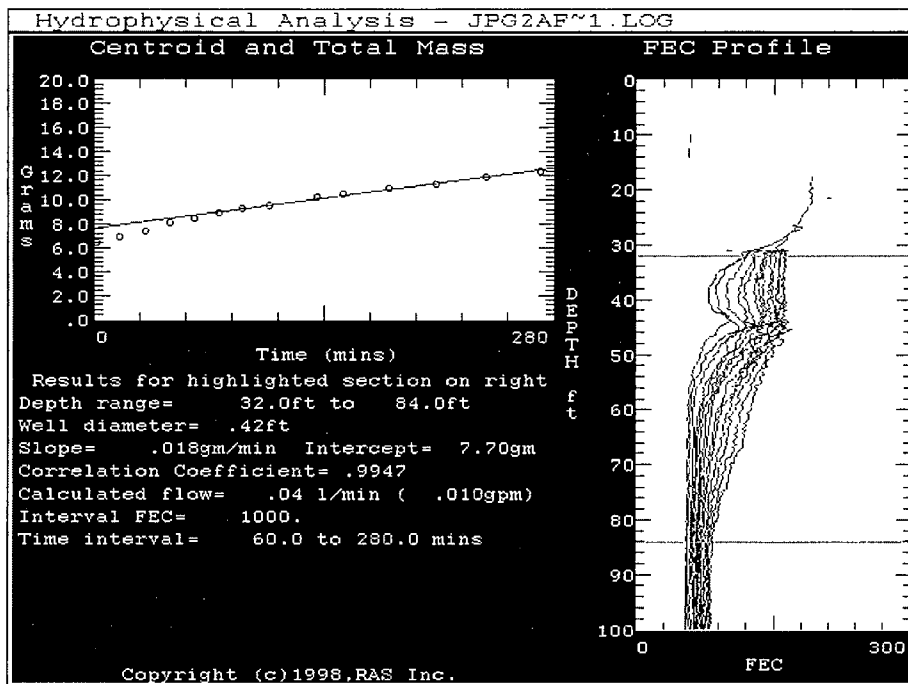 Hydrophysical Analysis - JPG2AF~1.LOG
Centroid and Total Mass
20.0
18.0
16.0
14.0
12.0
10.0
8.0
6.0
4.0
2.0
.0
Grams
0
280
Time (mins)
Results for highlighted section on right
Depth range= 32.0ft to 84.0ft
Well diameter= .42ft
Slope= .018gm/min Intercept= 7.70gm
Correlation Coefficient= .9947
Calculated flow= .04 l/min ( .010gpm)
Interval FEC= 1000.
Time interval= 60.0 to 280.0 mins
Copyright (c)1998,RAS Inc.
FEC Profile
0
10
20
30
40
50
60
70
80
90
100
DEPTH ft
0
300
FEC